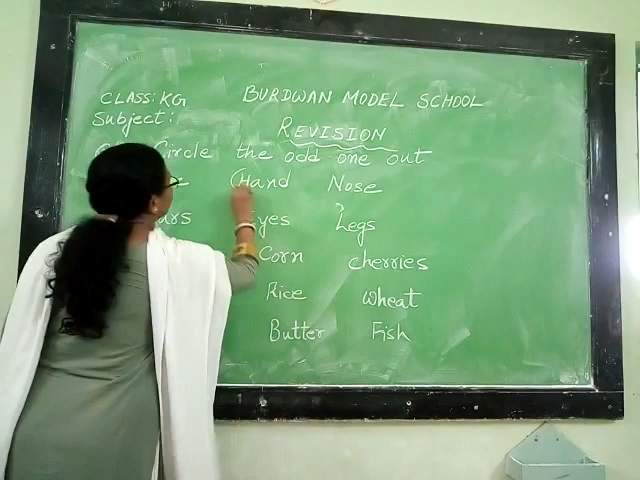 CLASS: KG BURDWAN MODEL SCHOOL
Subject:
REVISION
Circle the odd one out
Hand Nose
Legs
Corn cherries
Rice wheat
Butter Fish